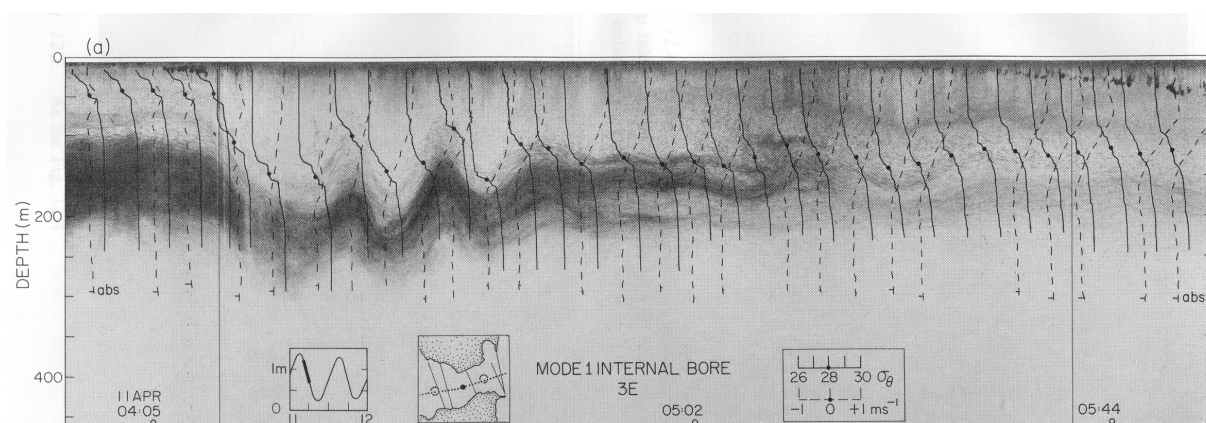 (a)
0
DEPTH (m)
200
400
abs
abs
11 APR
04:05
1m
0
11 12
MODE 1 INTERNAL BORE
3E
05:02
26 28 30 σθ
-1 0 +1 ms⁻¹
05:44